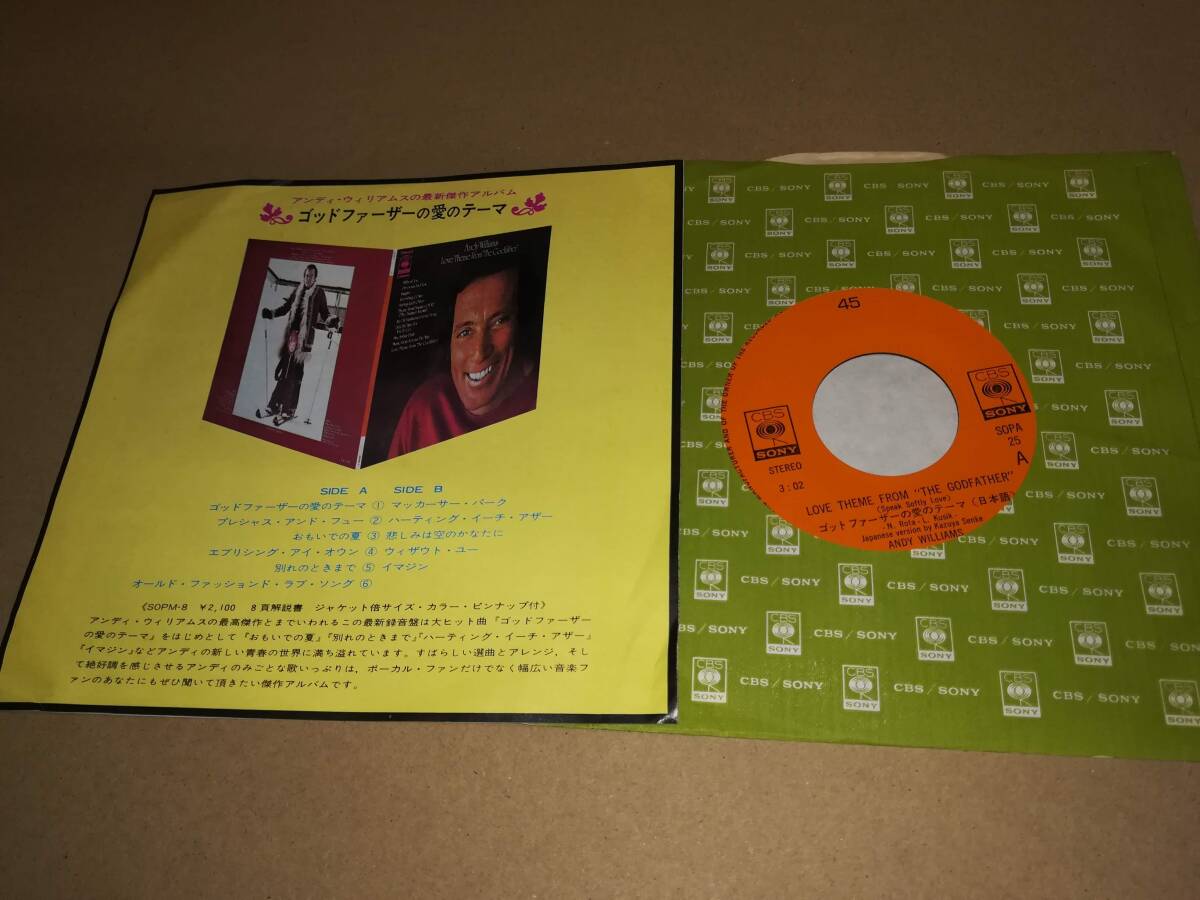 アンディ・ウィリアムスの最新傑作アルバム
ゴッドファーザーの愛のテーマ
Andy Williams
Love Theme From "The Godfather"
SIDE A SIDE B
ゴッドファーザーの愛のテーマ ① マッカーサー・パーク
プレシャス・アンド・フュー ② ハーティング・イーチ・アザー
おもいでの夏 ③ 悲しみは空のかなたに
エブリシング・アイ・オウン ④ ウィザウト・ユー
別れのときまで ⑤ イマジン
オールド・ファッションド・ラブ・ソング ⑥
《SOPM-8 ¥2,100 8頁解説書 ジャケット倍サイズ・カラー・ピンナップ付》
アンディ・ウィリアムスの最高傑作とまでいわれるこの最新録音盤は大ヒット曲『ゴッドファーザー
の愛のテーマ』をはじめとして『おもいでの夏』『別れのときまで』『ハーティング・イーチ・アザー』
『イマジン』などアンディの新しい青春の世界に満ち溢れています。すばらしい選曲とアレンジ、そし
て絶好調を感じさせるアンディのみごとな歌いっぷりは、ボーカル・ファンだけでなく幅広い音楽フ
ァンのあなたにもぜひ聞いて頂きたい傑作アルバムです。
45
CBS
SONY
CBS
SONY
STEREO
3:02
SOPA
25
A
LOVE THEME FROM "THE GODFATHER"
(Speak Softly Love)
ゴットファーザーの愛のテーマ（日本語）
- N. Rota - L. Kusik -
Japanese version by Kazuya Senke
ANDY WILLIAMS
CBS/SONY